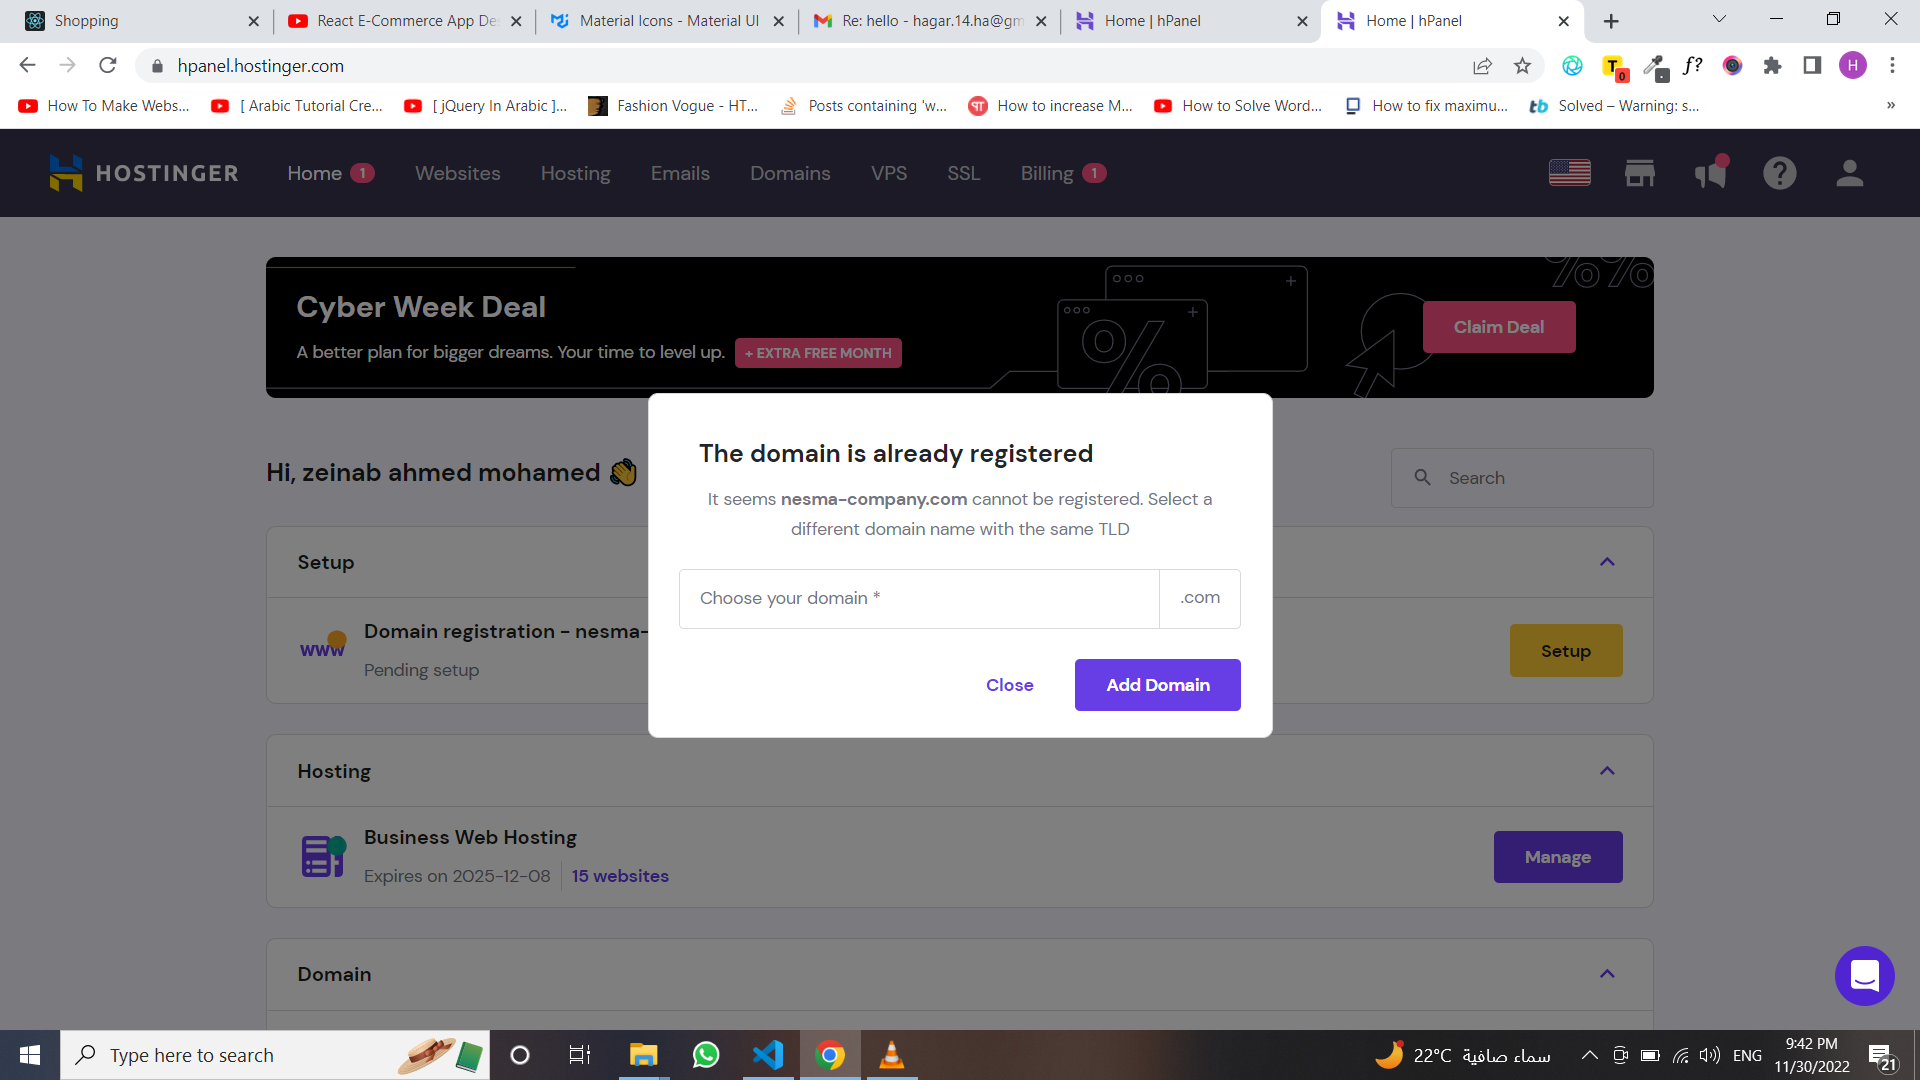 Shopping
React E-Commerce App De
Material Icons - Material UI
Re: hello - hagar.14.ha@gm
Home | hPanel
Home | hPanel
hpanel.hostinger.com
T 0
f?
H
How To Make Webs...
[ Arabic Tutorial Cre...
[ jQuery In Arabic ]...
Fashion Vogue - HT...
Posts containing 'w...
How to increase M...
How to Solve Word...
How to fix maximu...
tb Solved – Warning: s...
»
HOSTINGER
Home 1
Websites
Hosting
Emails
Domains
VPS
SSL
Billing 1
Cyber Week Deal
A better plan for bigger dreams. Your time to level up.
+ EXTRA FREE MONTH
Claim Deal
The domain is already registered
It seems nesma-company.com cannot be registered. Select a
different domain name with the same TLD
Choose your domain *
.com
Close
Add Domain
Hi, zeinab ahmed mohamed
Search
Setup
www
Domain registration - nesma-
Pending setup
Setup
Hosting
Business Web Hosting
Expires on 2025-12-08
15 websites
Manage
Domain
Type here to search
22°C سماء صافية
ENG
9:42 PM
11/30/2022
21